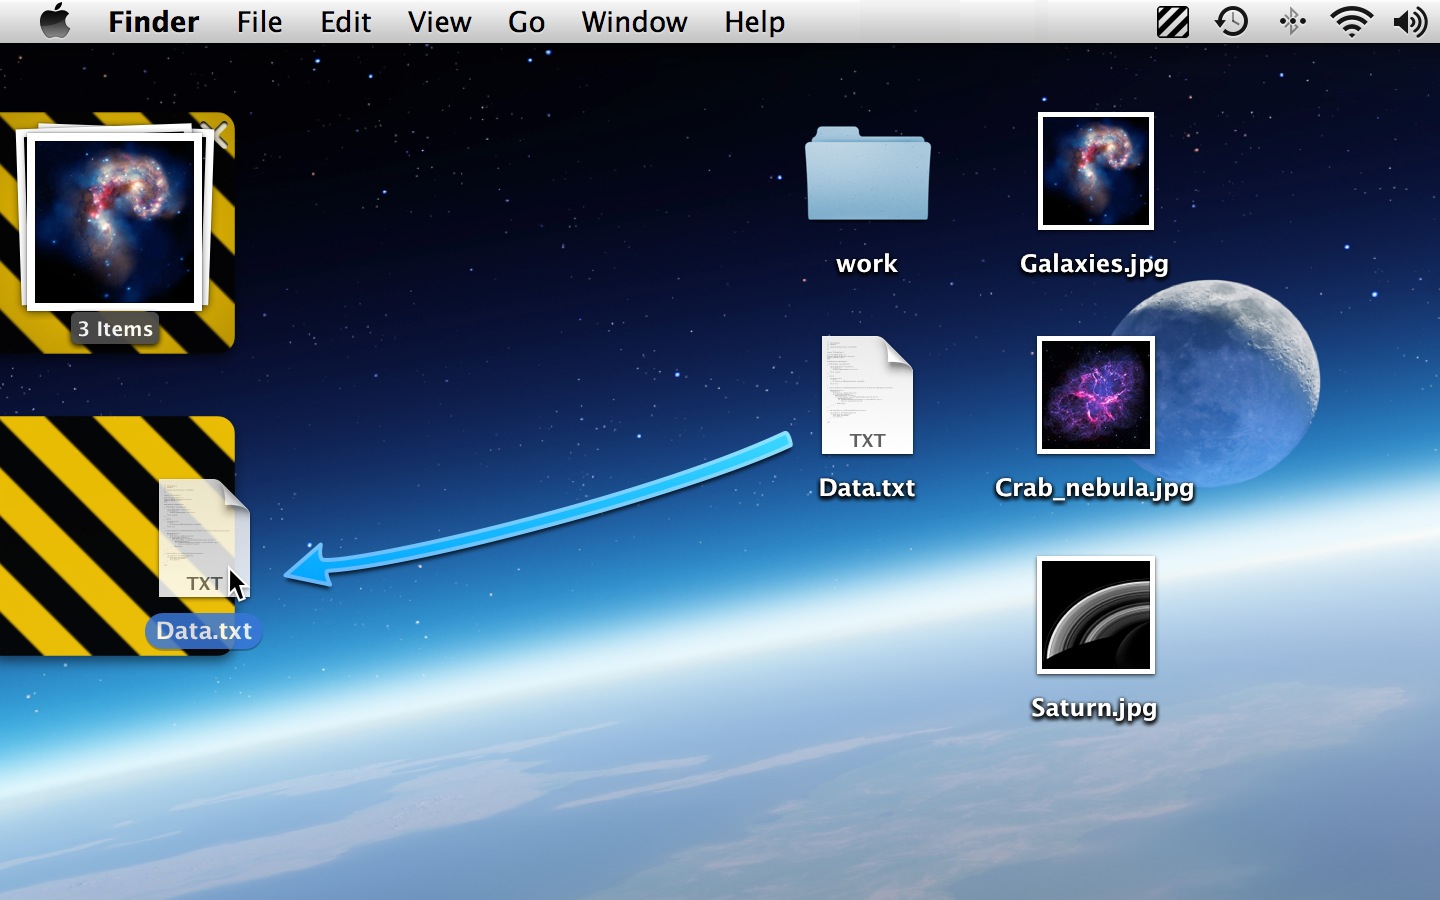 Finder File Edit View Go Window Help
3 Items
work
Galaxies.jpg
TXT
Data.txt
Crab_nebula.jpg
TXT
Data.txt
Saturn.jpg